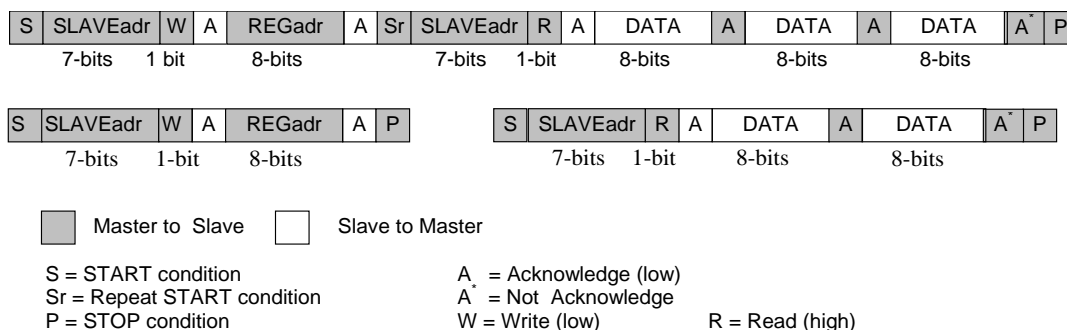 S SLAVEadr W A REGadr A Sr SLAVEadr R A DATA A DATA A DATA A* P
7-bits 1 bit 8-bits 7-bits 1-bit 8-bits 8-bits 8-bits
S SLAVEadr W A REGadr A P S SLAVEadr R A DATA A DATA A* P
7-bits 1-bit 8-bits 7-bits 1-bit 8-bits 8-bits
Master to Slave Slave to Master
S = START condition A = Acknowledge (low)
Sr = Repeat START condition A* = Not Acknowledge
P = STOP condition W = Write (low) R = Read (high)